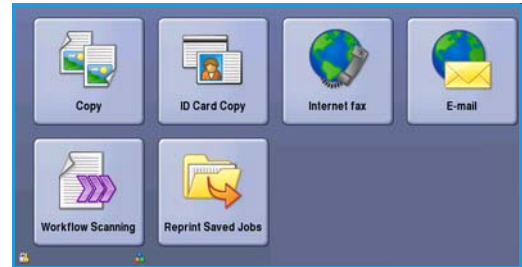 Copy
ID Card Copy
Internet fax
E-mail
Workflow Scanning
Reprint Saved Jobs